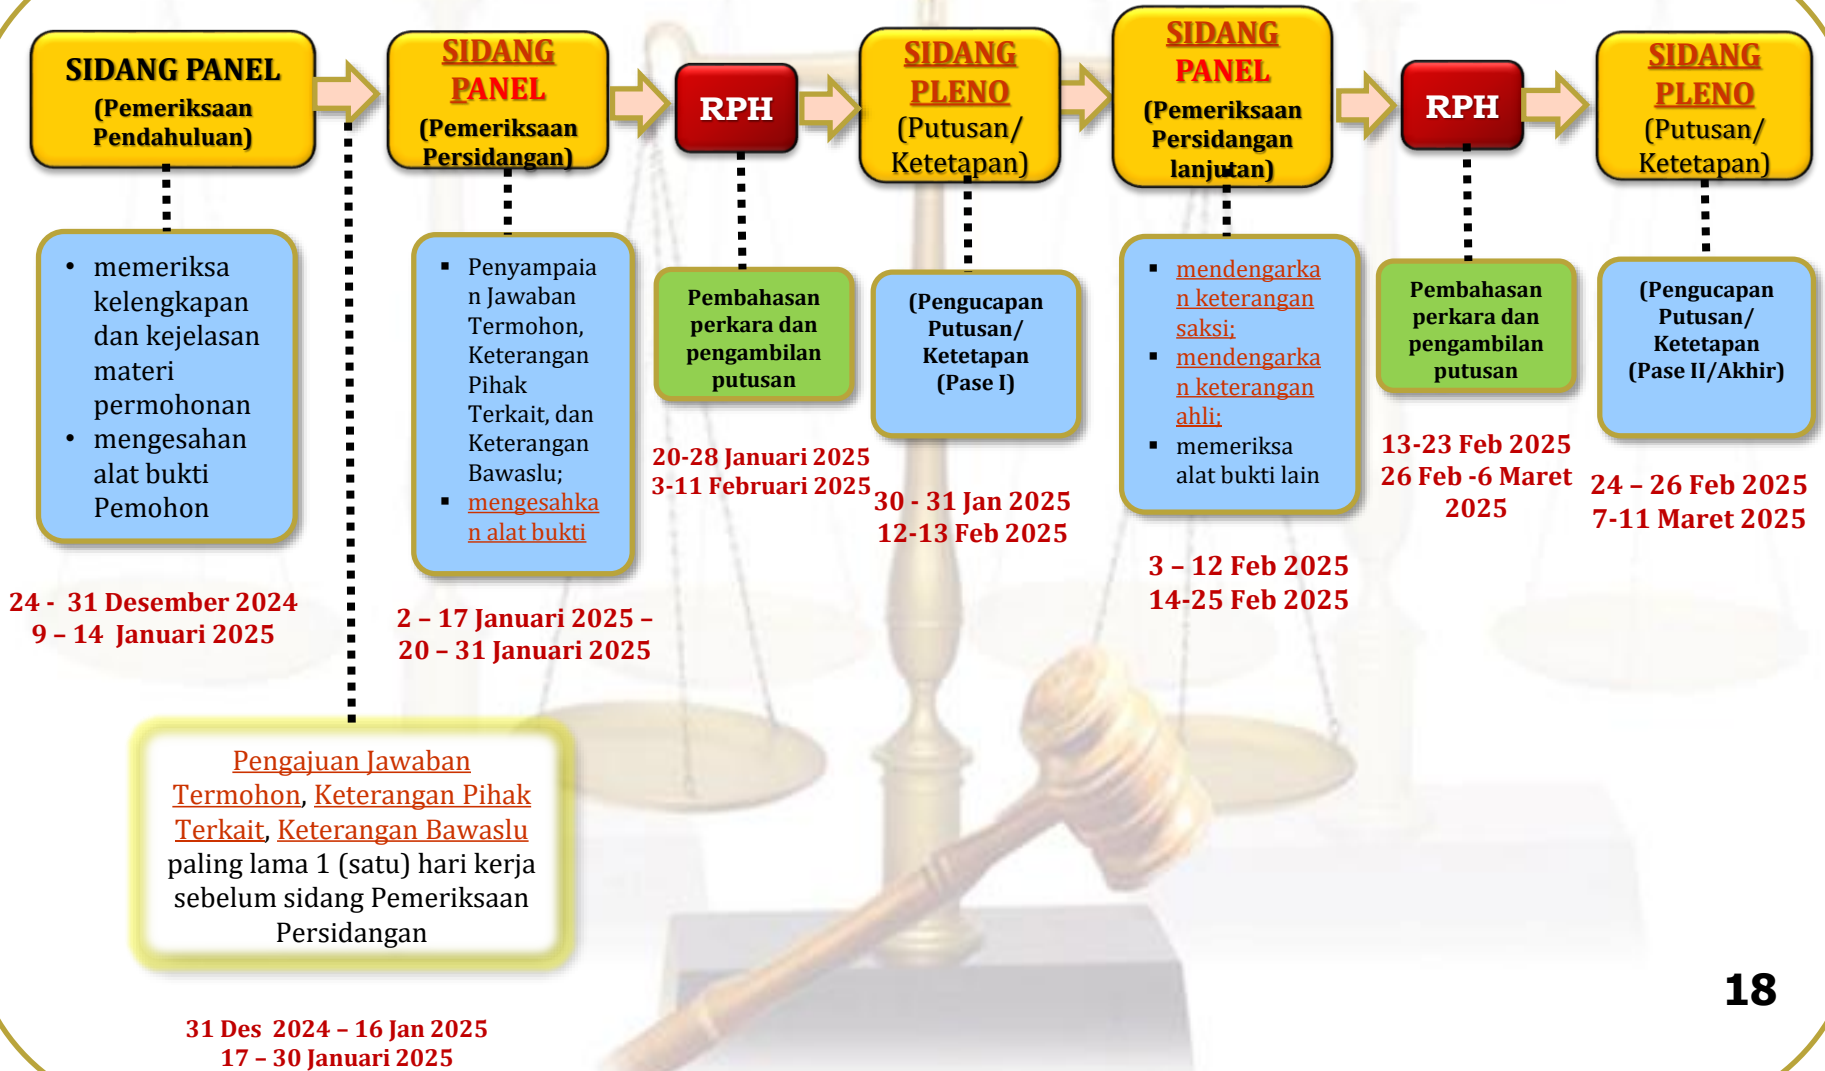 SIDANG PANEL
(Pemeriksaan
Pendahuluan)
SIDANG
PANEL
(Pemeriksaan
Persidangan)
RPH
SIDANG
PLENO
(Putusan/
Ketetapan)
SIDANG
PANEL
(Pemeriksaan
Persidangan
lanjutan)
RPH
SIDANG
PLENO
(Putusan/
Ketetapan)
• memeriksa
kelengkapan
dan kejelasan
materi
permohonan
• mengesahan
alat bukti
Pemohon
24 - 31 Desember 2024
9 – 14 Januari 2025
▪ Penyampaia
n Jawaban
Termohon,
Keterangan
Pihak
Terkait, dan
Keterangan
Bawaslu;
▪ mengesahka
n alat bukti
2 – 17 Januari 2025 –
20 – 31 Januari 2025
Pembahasan
perkara dan
pengambilan
putusan
20-28 Januari 2025
3-11 Februari 2025
(Pengucapan
Putusan/
Ketetapan
(Pase I)
30 - 31 Jan 2025
12-13 Feb 2025
▪ mendengarka
n keterangan
saksi;
▪ mendengarka
n keterangan
ahli;
▪ memeriksa
alat bukti lain
3 – 12 Feb 2025
14-25 Feb 2025
Pembahasan
perkara dan
pengambilan
putusan
13-23 Feb 2025
26 Feb -6 Maret
2025
(Pengucapan
Putusan/
Ketetapan
(Pase II/Akhir)
24 – 26 Feb 2025
7-11 Maret 2025
Pengajuan Jawaban
Termohon, Keterangan Pihak
Terkait, Keterangan Bawaslu
paling lama 1 (satu) hari kerja
sebelum sidang Pemeriksaan
Persidangan
31 Des 2024 – 16 Jan 2025
17 – 30 Januari 2025
18